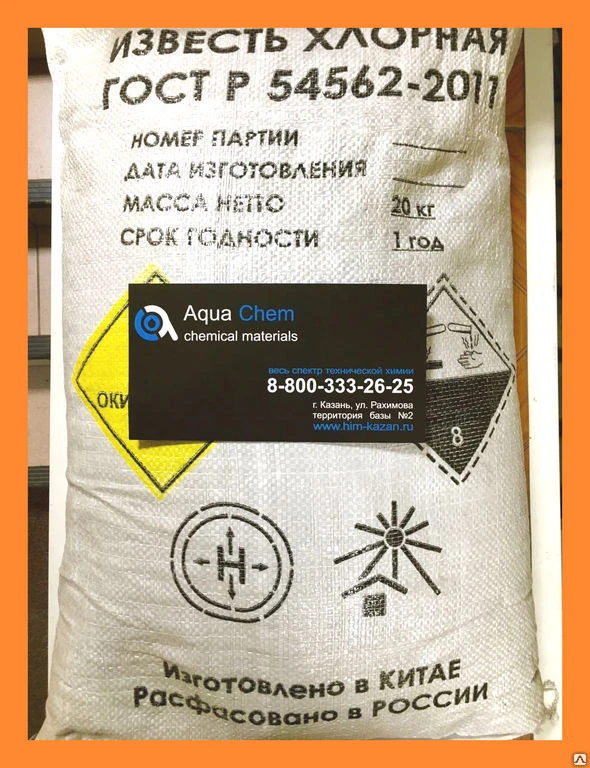 ИЗВЕСТЬ ХЛОРНАЯ
ГОСТ Р 54562-2011
НОМЕР ПАРТИИ
ДАТА ИЗГОТОВЛЕНИЯ
МАССА НЕТТО 20 кг
СРОК ГОДНОСТИ 1 год
Aqua Chem
chemical materials
весь спектр технической химии
8-800-333-26-25
г. Казань, ул. Рахимова
территория базы №2
www.him-kazan.ru
8
Н
Изготовлено в КИТАЕ
Расфасовано в РОССИИ